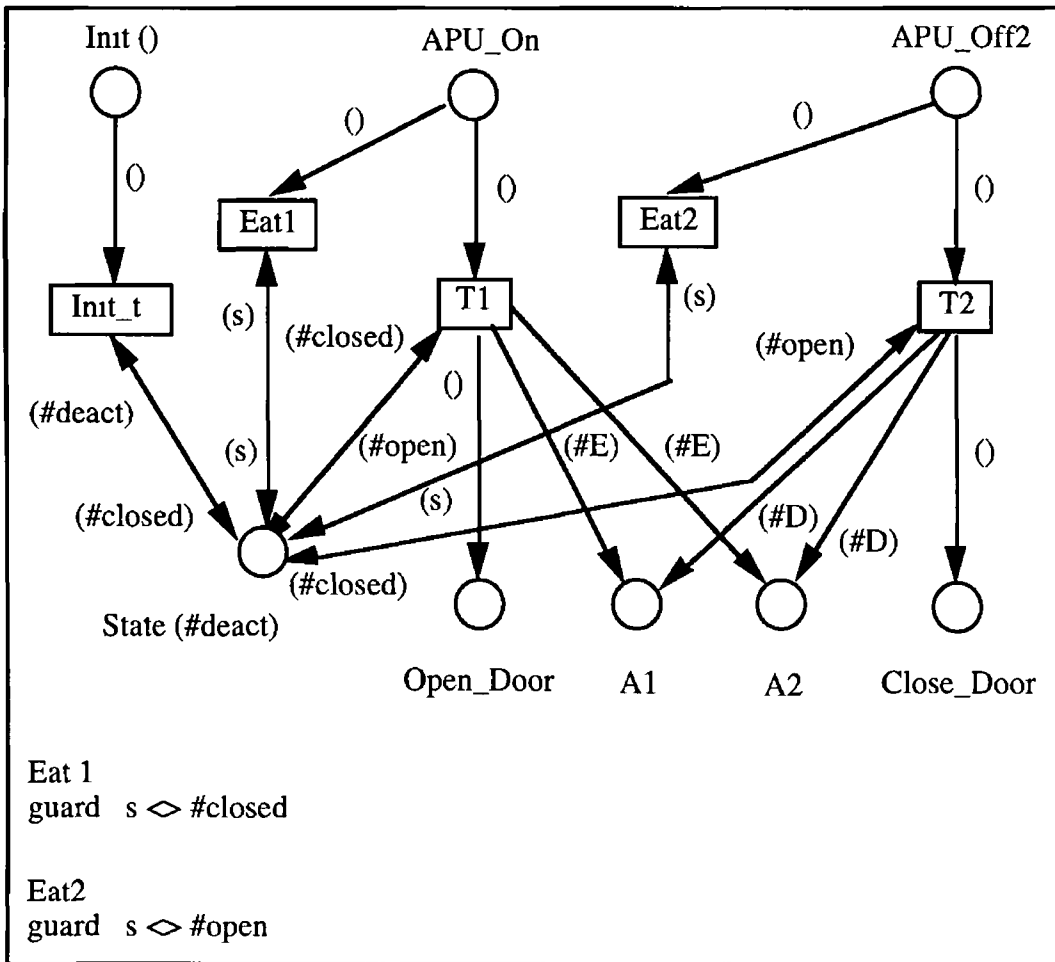 Init ()
APU_On
APU_Off2
()
()
()
()
()
Eat1
Eat2
Init_t
T1
T2
(s)
(s)
(#closed)
(#open)
()
(#deact)
(s)
(#open)
(#E)
(#E)
()
(#closed)
(s)
(#D)
(#D)
(#closed)
State (#deact)
Open_Door
A1
A2
Close_Door
Eat 1
guard s <> #closed
Eat2
guard s <> #open